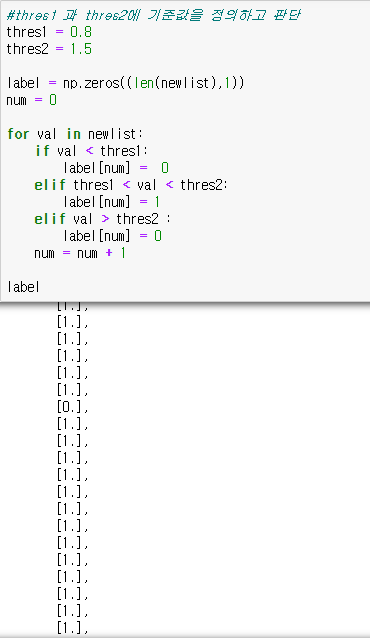 #thres1 과 thres2에 기준값을 정의하고 판단
thres1 = 0.8
thres2 = 1.5
label = np.zeros((len(newlist),1))
num = 0
for val in newlist:
    if val < thres1:
        label[num] =  0
    elif thres1 < val < thres2:
        label[num] = 1
    elif val > thres2 :
        label[num] = 0
    num = num + 1
label
[1.],
[1.],
[1.],
[1.],
[1.],
[1.],
[0.],
[1.],
[1.],
[1.],
[1.],
[1.],
[1.],
[1.],
[1.],
[1.],
[1.],
[1.],
[1.],
[1.],